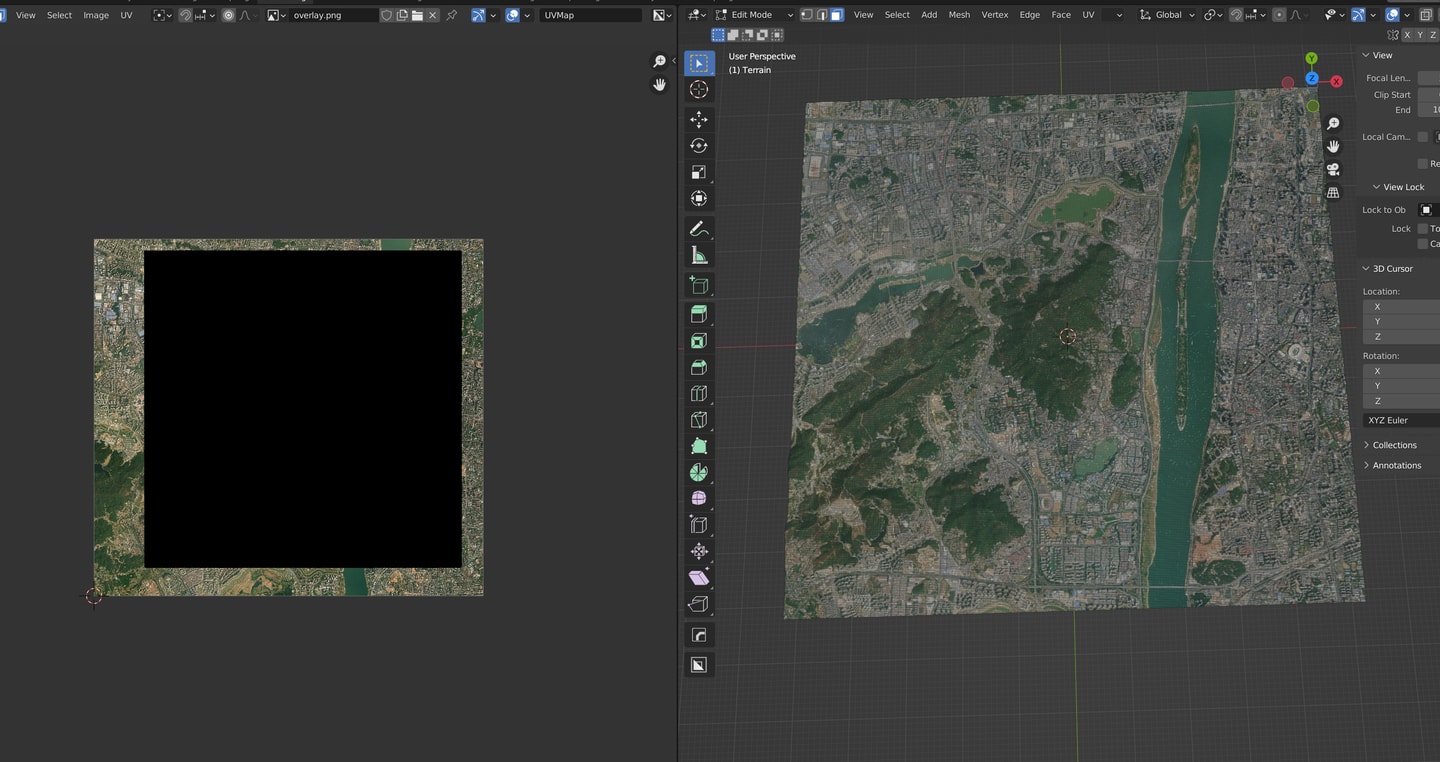 View Select Image UV overlay.png UVMap
Edit Mode View Select Add Mesh Vertex Edge Face UV Global
X Y Z
User Perspective
(1) Terrain
Y
Z X
View
Focal Len...
Clip Start
End 10
Local Cam...
Re
View Lock
Lock to Ob
Lock To
Ca
3D Cursor
Location:
X
Y
Z
Rotation:
X
Y
Z
XYZ Euler
Collections
Annotations